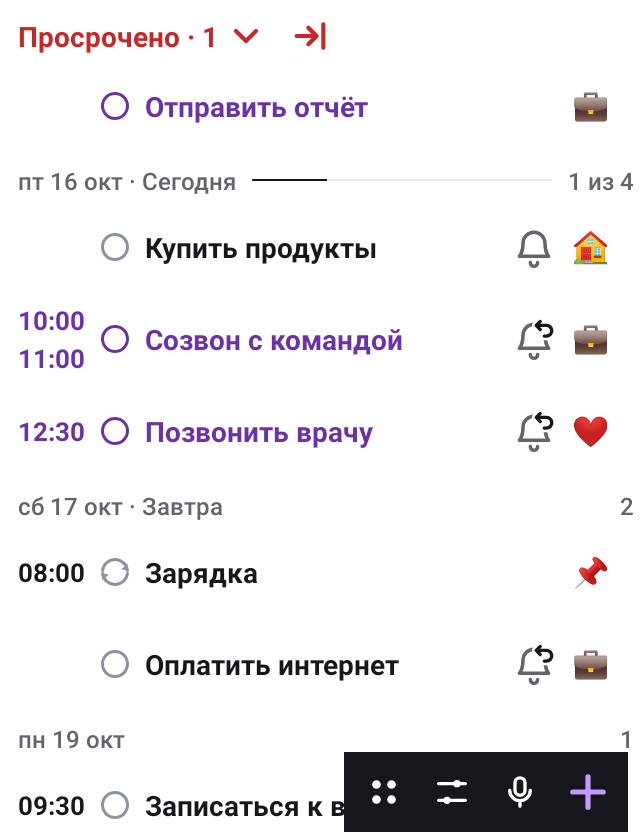 Просрочено · 1
Отправить отчёт
пт 16 окт · Сегодня 1 из 4
Купить продукты
10:00
11:00 Созвон с командой
12:30 Позвонить врачу
сб 17 окт · Завтра 2
08:00 Зарядка
Оплатить интернет
пн 19 окт 1
09:30 Записаться к